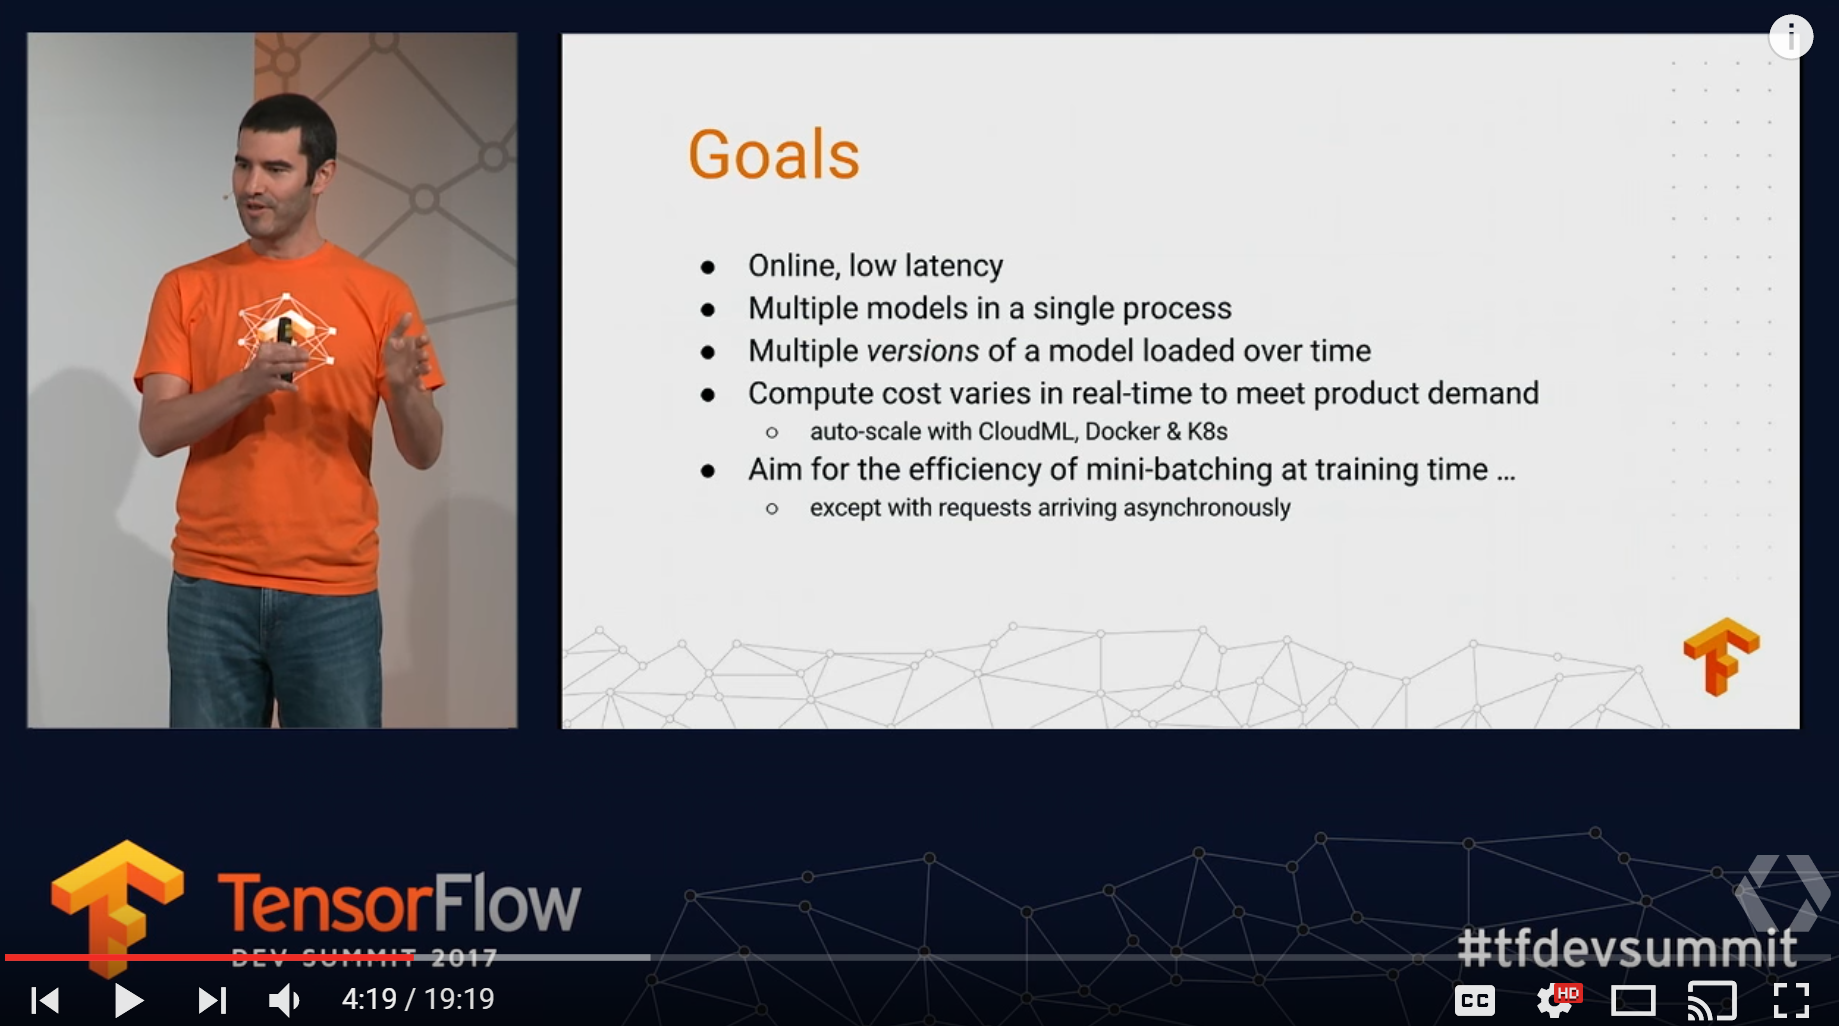 Goals
Online, low latency
Multiple models in a single process
Multiple versions of a model loaded over time
Compute cost varies in real-time to meet product demand
auto-scale with CloudML, Docker & K8s
Aim for the efficiency of mini-batching at training time ...
except with requests arriving asynchronously
TensorFlow
DEV SUMMIT 2017
#tfdevsummit
4:19 / 19:19
CC
HD